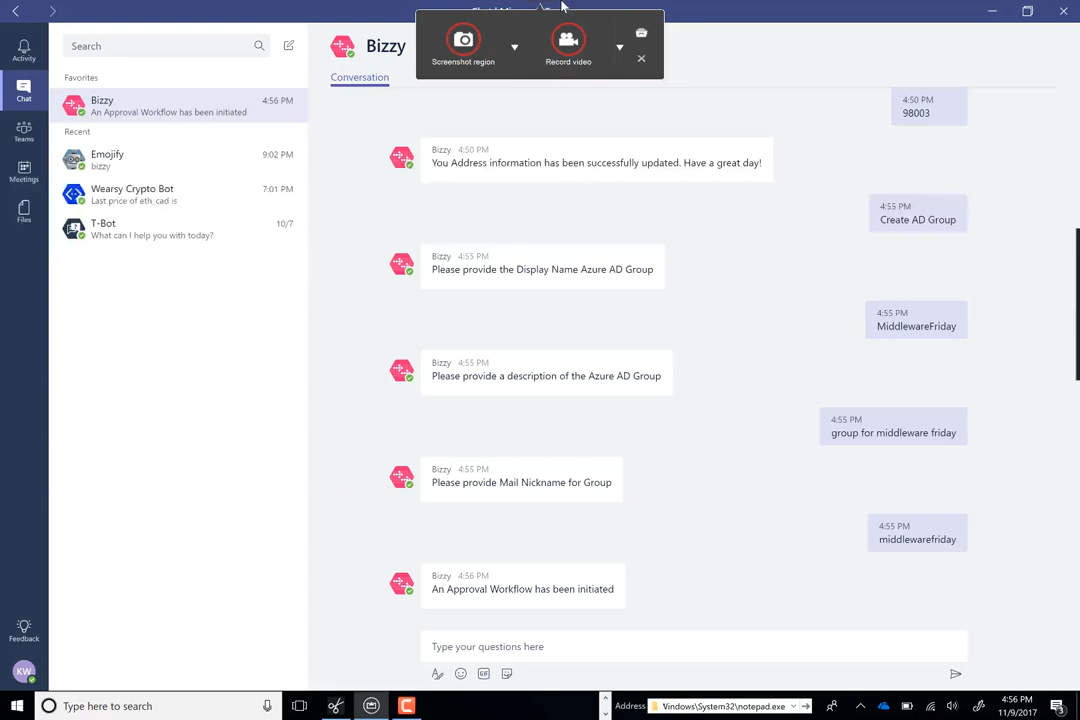 Search
Activity
Chat
Teams
Meetings
Files
Feedback
KW
Favorites
Bizzy
4:56 PM
An Approval Workflow has been initiated
Recent
Emojify
9:02 PM
bizzy
Wearsy Crypto Bot
7:01 PM
Last price of eth_cad is
T-Bot
10/7
What can I help you with today?
Bizzy
Conversation
Screenshot region
Record video
4:50 PM
98003
Bizzy 4:50 PM
You Address information has been successfully updated. Have a great day!
4:55 PM
Create AD Group
Bizzy 4:55 PM
Please provide the Display Name Azure AD Group
4:55 PM
MiddlewareFriday
Bizzy 4:55 PM
Please provide a description of the Azure AD Group
4:55 PM
group for middleware friday
Bizzy 4:55 PM
Please provide Mail Nickname for Group
4:55 PM
middlewarefriday
Bizzy 4:56 PM
An Approval Workflow has been initiated
Type your questions here
GIF
Type here to search
Address
Vindows\System32\notepad.exe
4:56 PM
11/9/2017
3